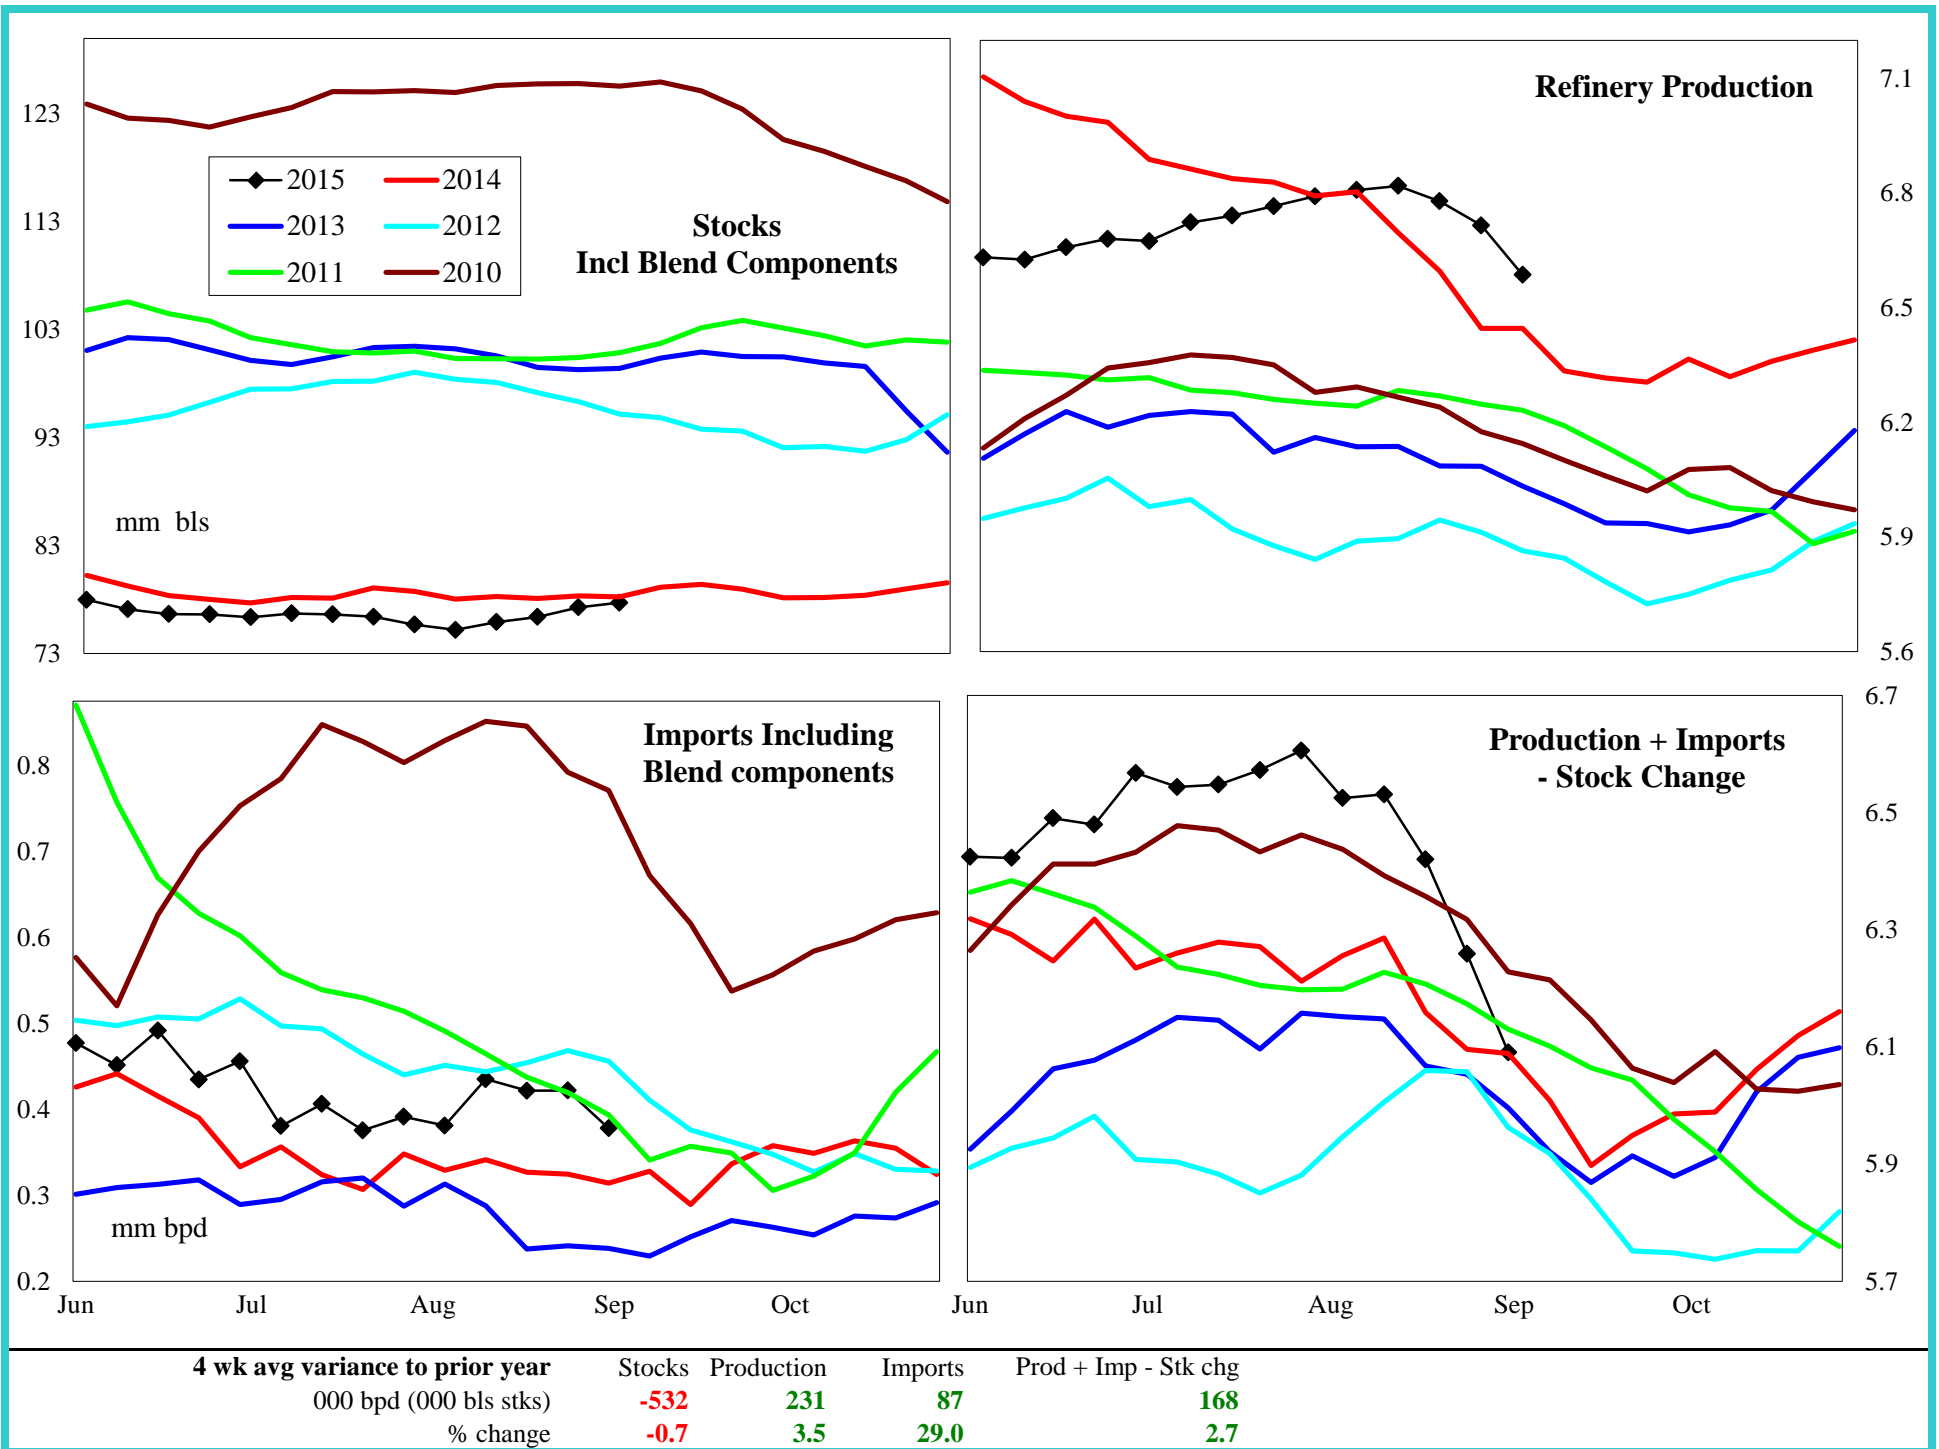 123
113
103
93
83
73
2015 2014
2013 2012
2011 2010
Stocks
Incl Blend Components
mm bls
Refinery Production
7.1
6.8
6.5
6.2
5.9
5.6
0.8
0.7
0.6
0.5
0.4
0.3
0.2
Imports Including
Blend components
mm bpd
Jun Jul Aug Sep Oct
Production + Imports
- Stock Change
6.7
6.5
6.3
6.1
5.9
5.7
Jun Jul Aug Sep Oct
4 wk avg variance to prior year Stocks Production Imports Prod + Imp - Stk chg
000 bpd (000 bls stks) -532 231 87 168
% change -0.7 3.5 29.0 2.7